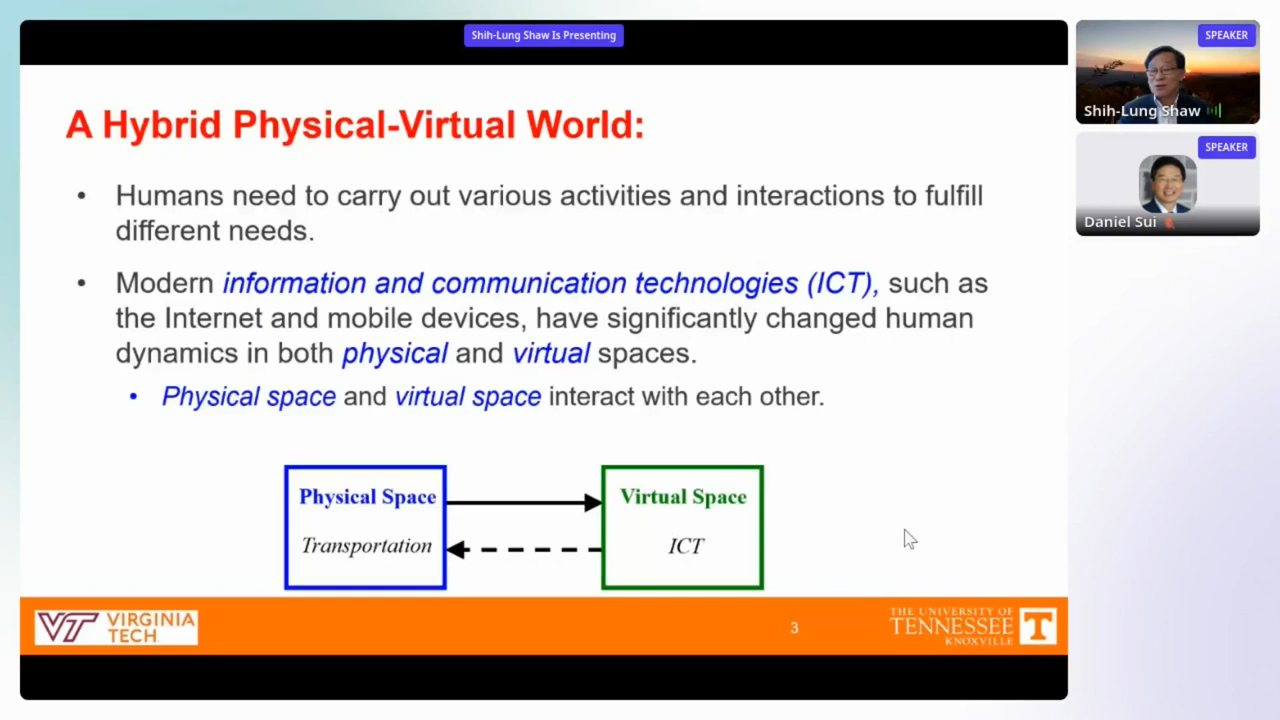 Shih-Lung Shaw Is Presenting
A Hybrid Physical-Virtual World:
• Humans need to carry out various activities and interactions to fulfill
different needs.
• Modern information and communication technologies (ICT), such as
the Internet and mobile devices, have significantly changed human
dynamics in both physical and virtual spaces.
• Physical space and virtual space interact with each other.
Physical Space
Transportation
Virtual Space
ICT
VT VIRGINIA
TECH
3
THE UNIVERSITY OF
TENNESSEE
KNOXVILLE
T
SPEAKER
Shih-Lung Shaw
SPEAKER
Daniel Sui